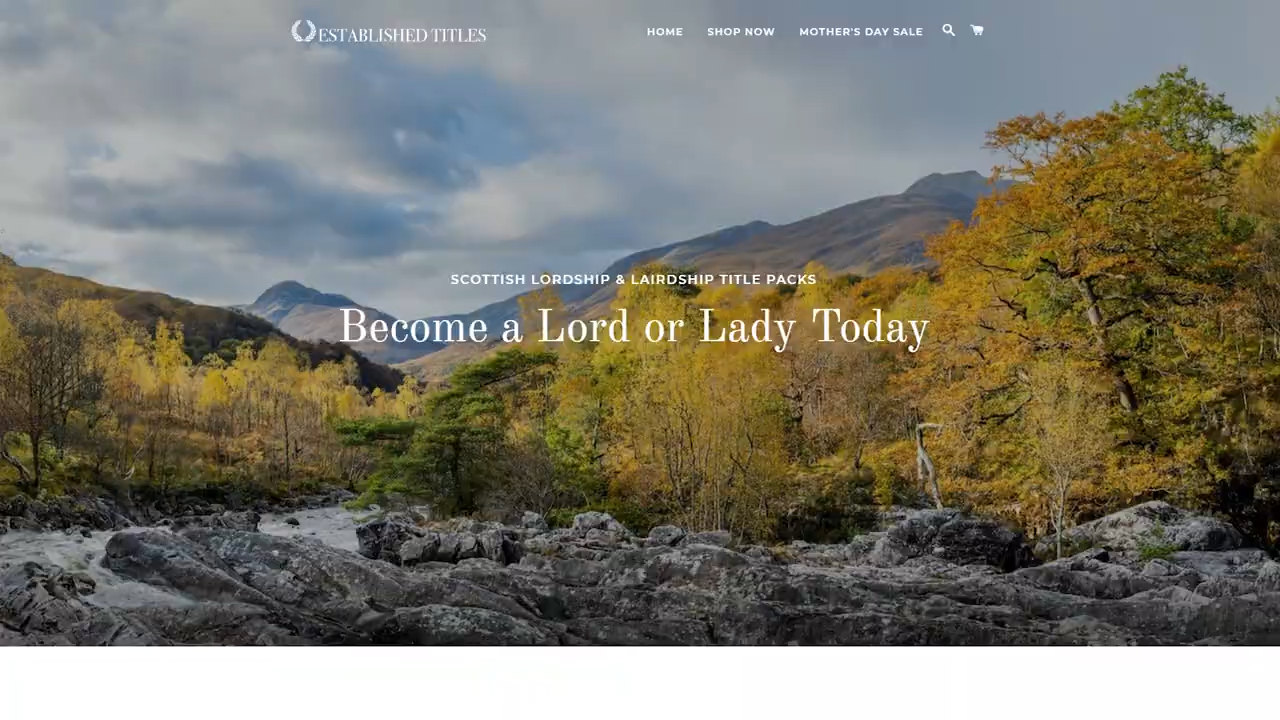 ESTABLISHED TITLES
HOME SHOP NOW MOTHER'S DAY SALE
SCOTTISH LORDSHIP & LAIRDSHIP TITLE PACKS
Become a Lord or Lady Today